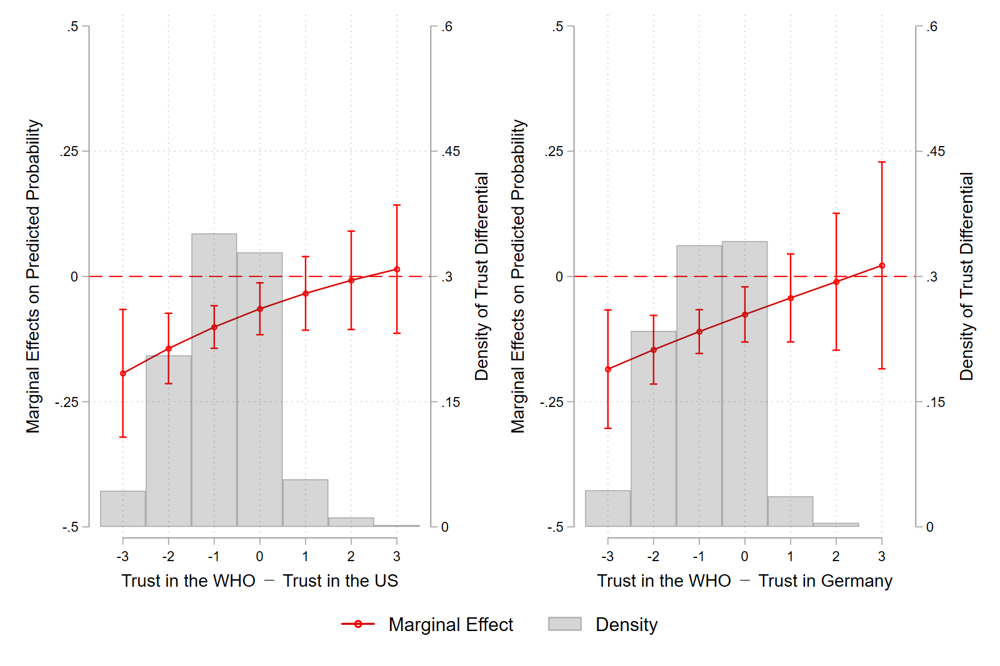 Marginal Effects on Predicted Probability
.5
.25
0
-.25
-.5
.6
.45
.3
.15
0
Density of Trust Differential
-3 -2 -1 0 1 2 3
Trust in the WHO − Trust in the US
Marginal Effects on Predicted Probability
.5
.25
0
-.25
-.5
.6
.45
.3
.15
0
Density of Trust Differential
-3 -2 -1 0 1 2 3
Trust in the WHO − Trust in Germany
Marginal Effect Density